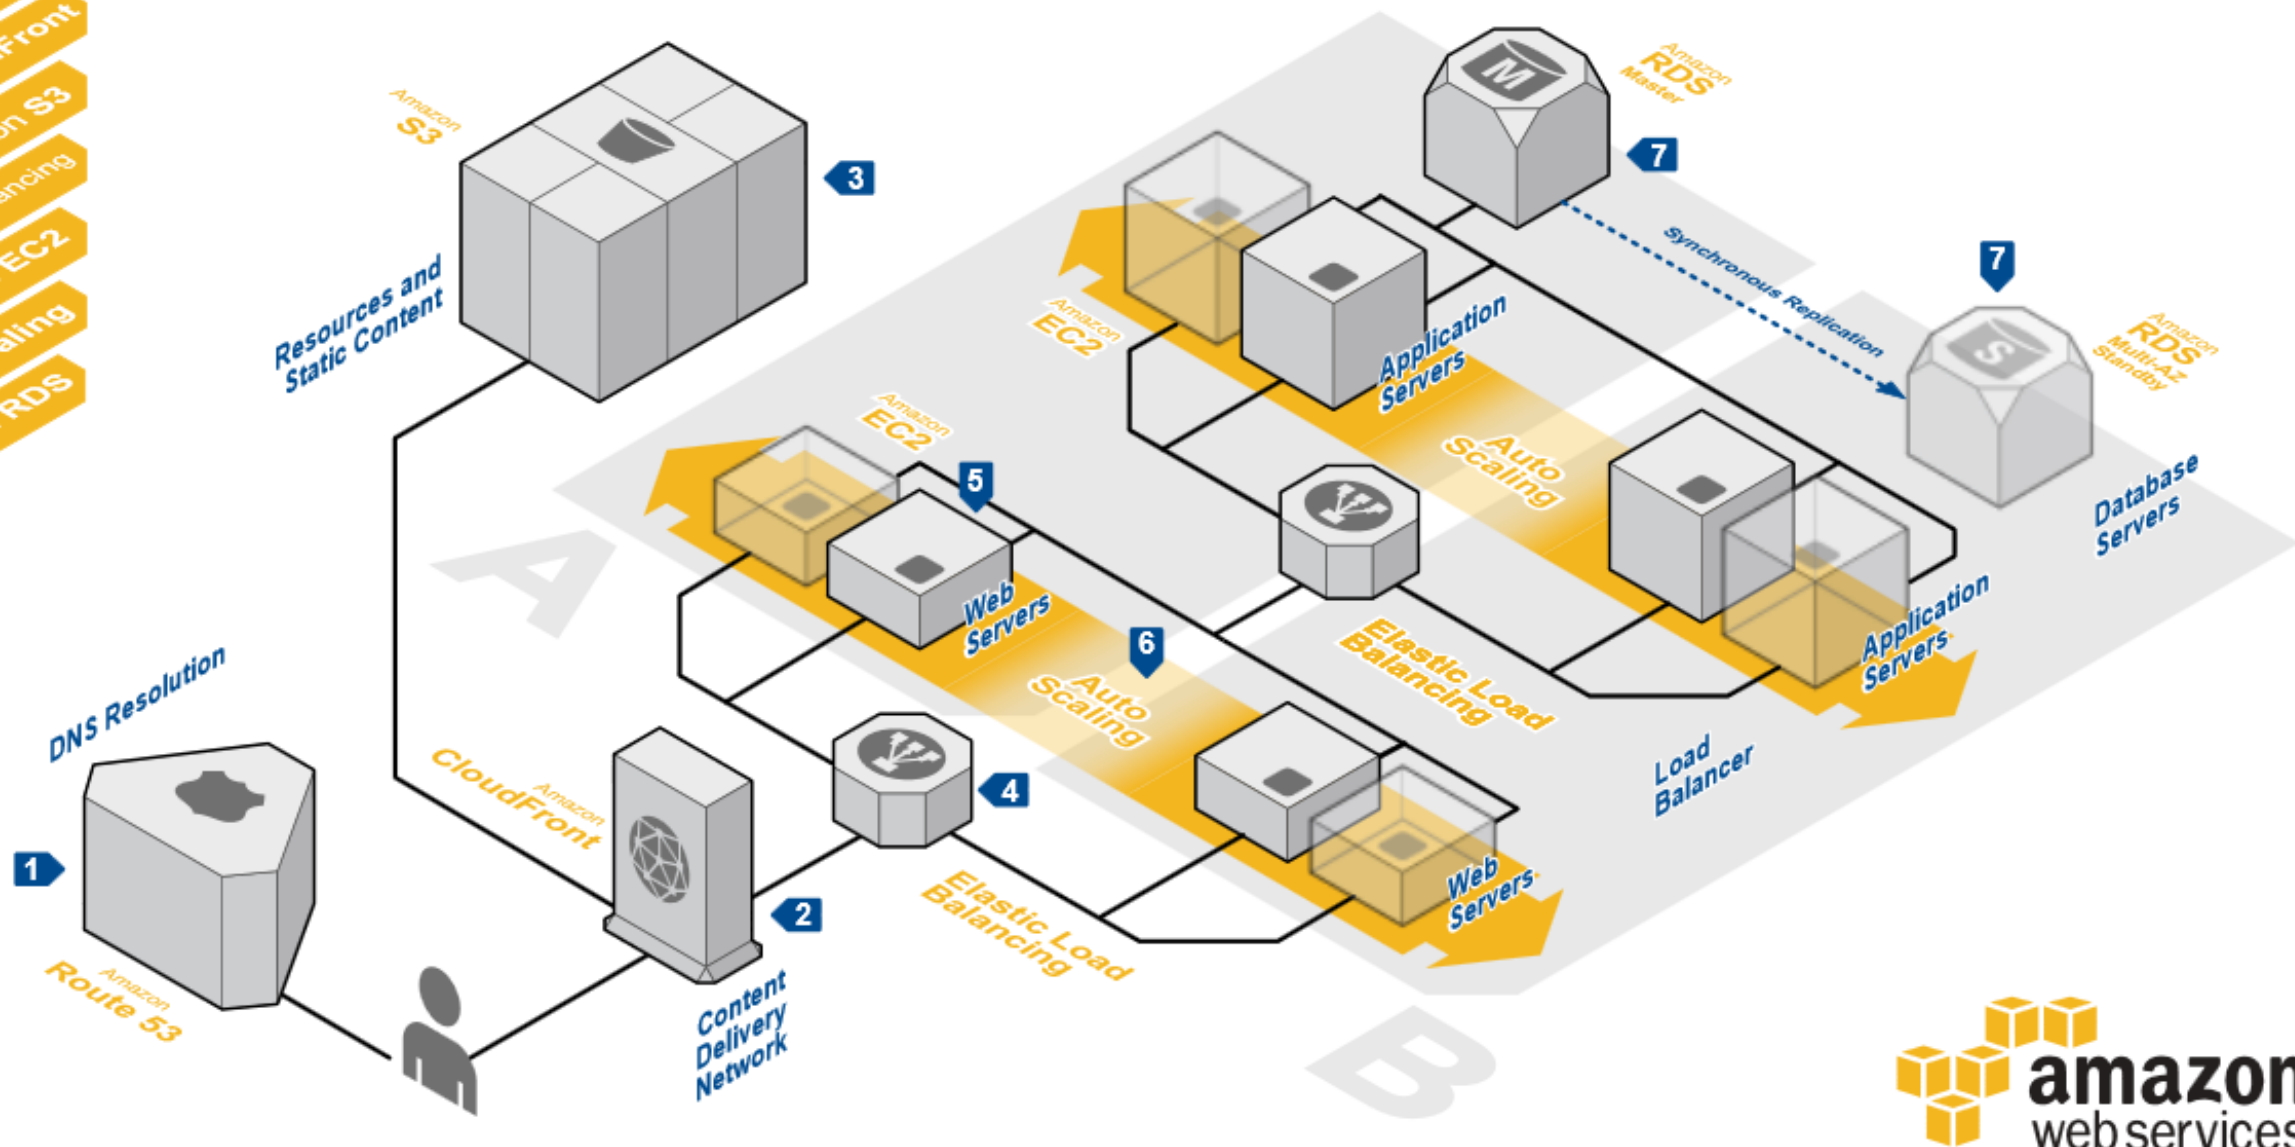 Front
on S3
ancing
EC2
aling
RDS
Amazon
S3
3
Resources and
Static Content
Amazon
RDS
Master
7
Synchronous Replication
7
Amazon
RDS
Multi-AZ
Standby
Database
Servers
Amazon
EC2
Application
Servers
Auto
Scaling
Amazon
EC2
5
Web
Servers
6
Auto
Scaling
A
Elastic Load
Balancing
Application
Servers
Load
Balancer
DNS Resolution
1
Amazon
Route 53
Amazon
CloudFront
2
Content
Delivery
Network
4
Elastic Load
Balancing
Web
Servers
B
M
S
amazon
webservices